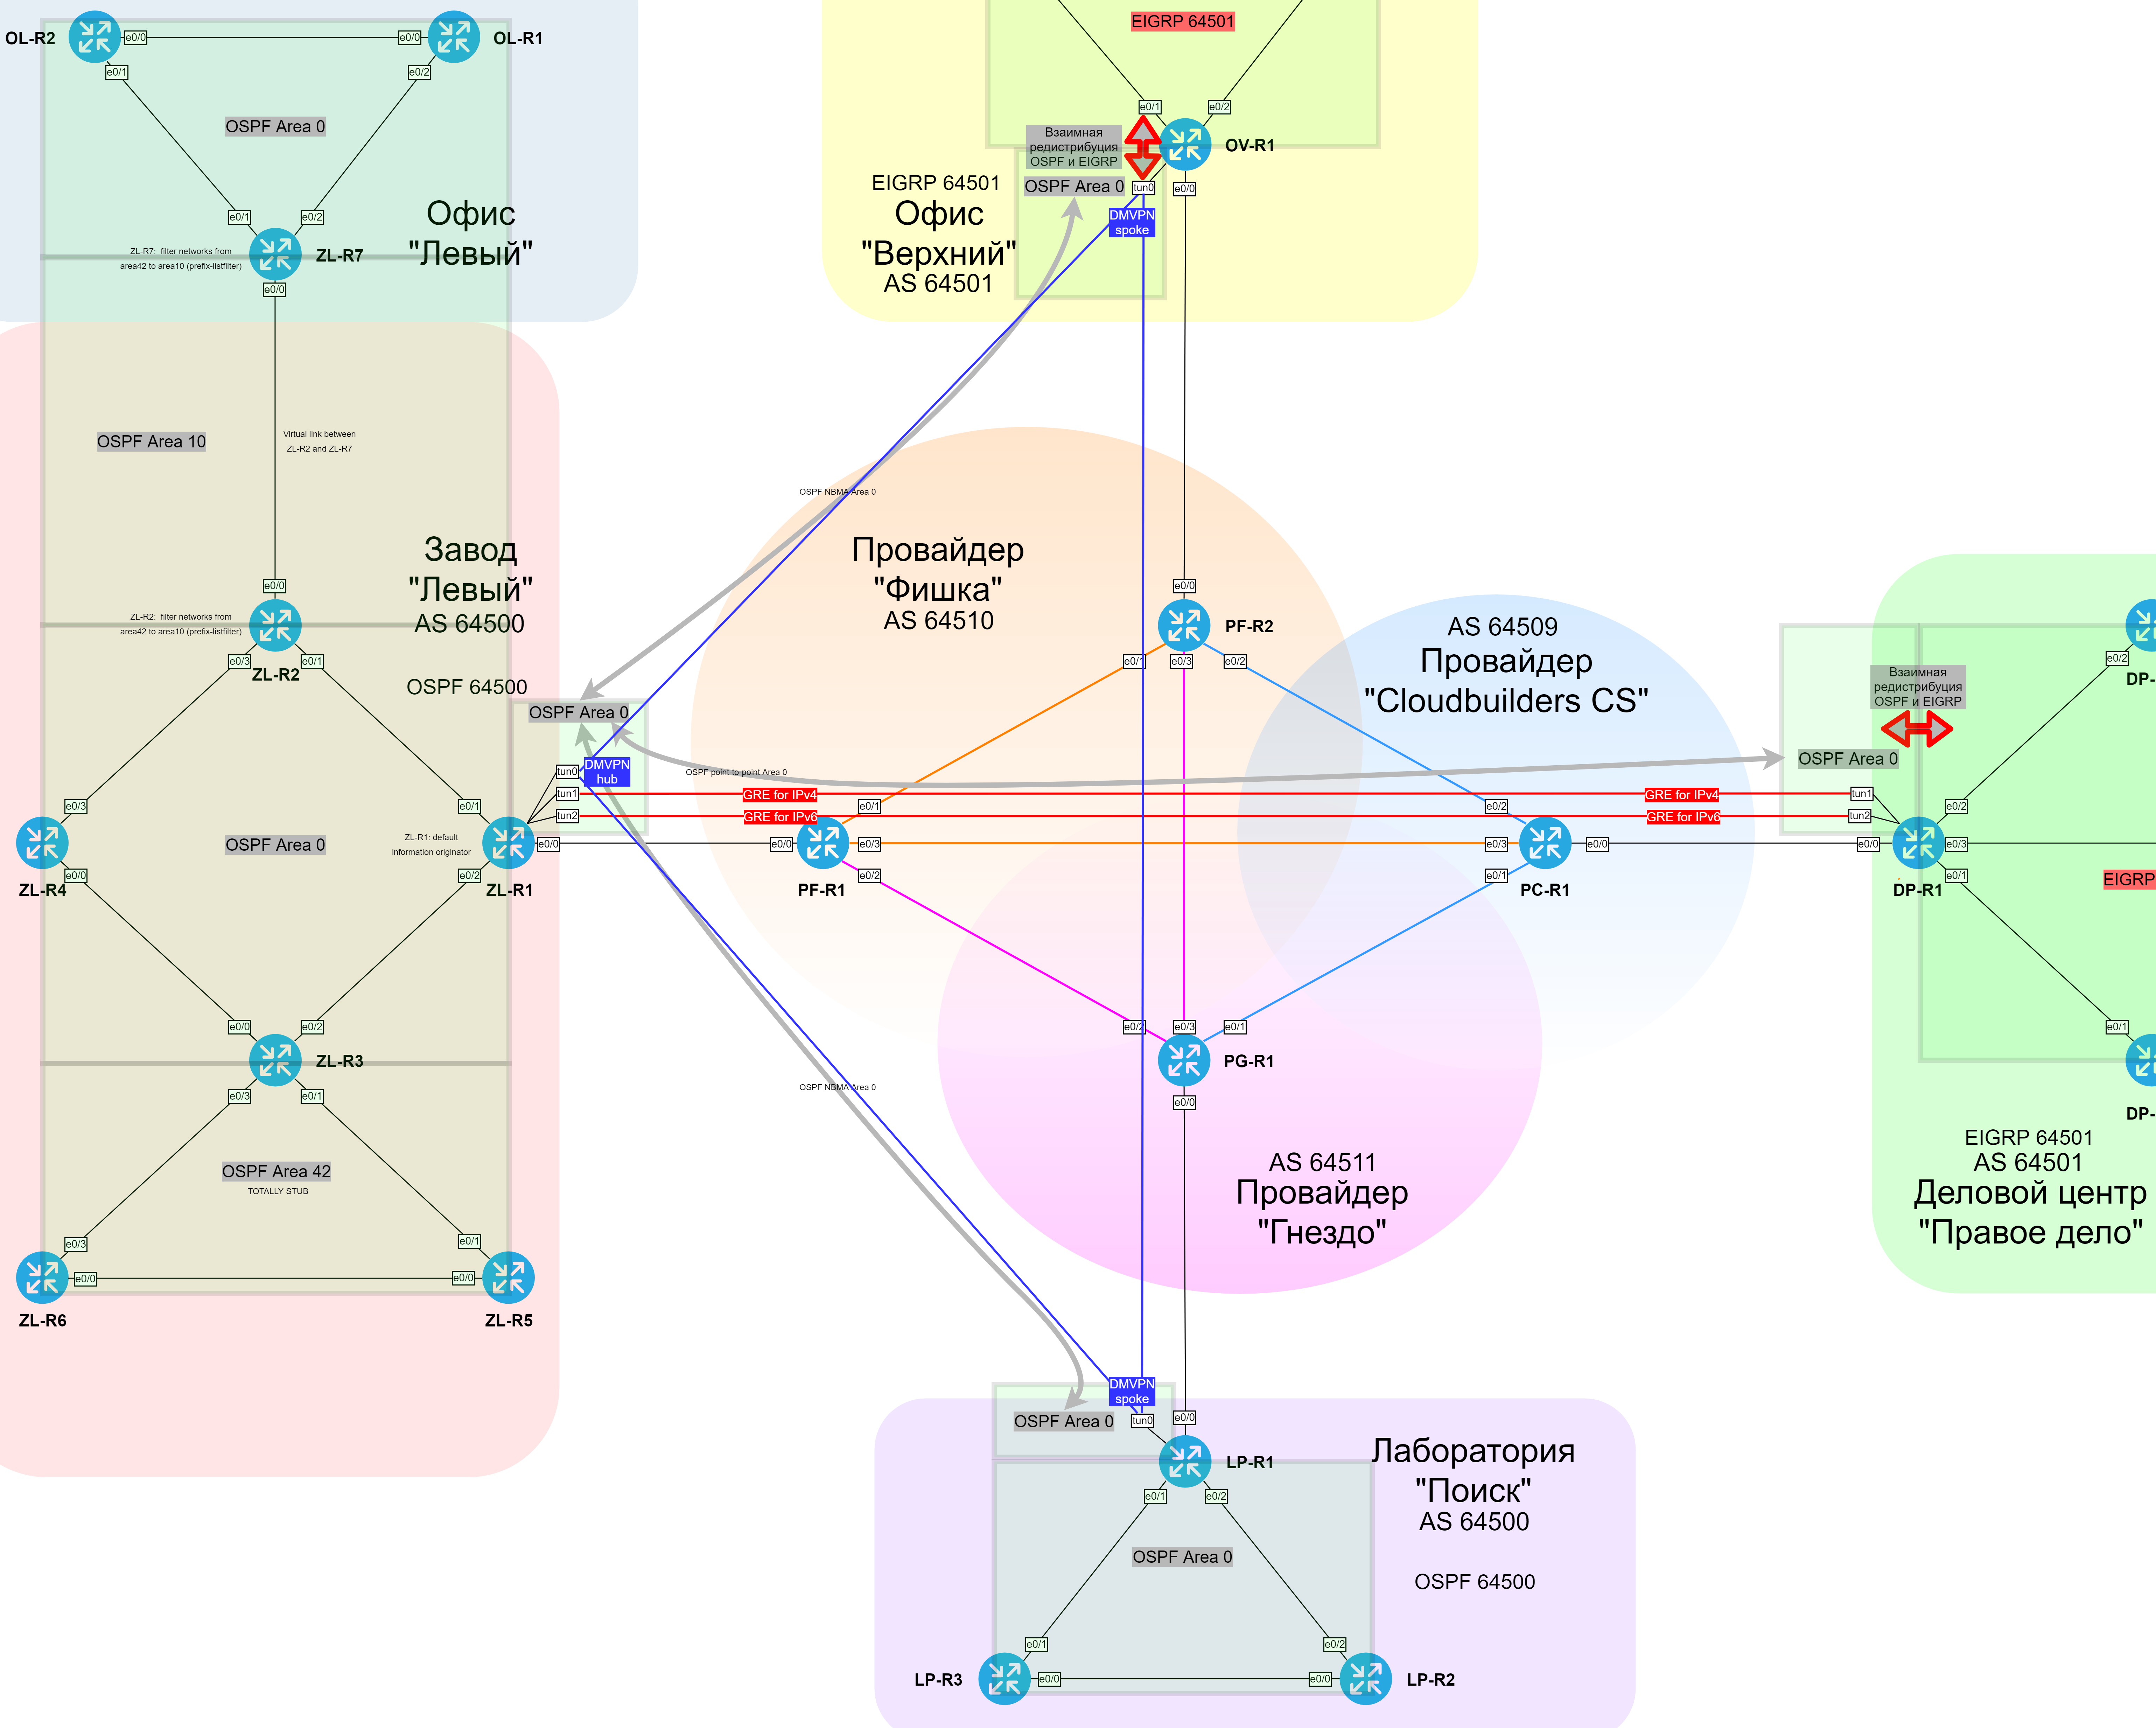 OL-R2
e0/0
e0/0
OL-R1
e0/1
e0/2
OSPF Area 0
e0/1
e0/2
Офис
"Левый"
ZL-R7: filter networks from
area42 to area10 (prefix-listfilter)
ZL-R7
e0/0
OSPF Area 10
Virtual link between
ZL-R2 and ZL-R7
Завод
"Левый"
AS 64500
e0/0
ZL-R2: filter networks from
area42 to area10 (prefix-listfilter)
e0/3
e0/1
ZL-R2
OSPF 64500
OSPF Area 0
tun0
DMVPN
hub
tun1
tun2
e0/3
e0/1
OSPF Area 0
ZL-R1: default
information originator
e0/0
ZL-R4
e0/0
e0/2
ZL-R1
e0/0
e0/2
ZL-R3
e0/3
e0/1
OSPF Area 42
TOTALLY STUB
e0/3
e0/1
e0/0
e0/0
ZL-R6
ZL-R5
EIGRP 64501
e0/1
e0/2
Взаимная
редистрибуция
OSPF и EIGRP
OV-R1
OSPF Area 0
tun0
e0/0
DMVPN
spoke
EIGRP 64501
Офис
"Верхний"
AS 64501
OSPF NBMA Area 0
Провайдер
"Фишка"
AS 64510
e0/0
PF-R2
e0/1
e0/3
e0/2
AS 64509
Провайдер
"Cloudbuilders CS"
OSPF point-to-point Area 0
GRE for IPv4
GRE for IPv4
GRE for IPv6
GRE for IPv6
e0/1
e0/2
e0/0
e0/3
e0/3
e0/0
PF-R1
e0/2
e0/1
PC-R1
e0/2
e0/3
e0/1
PG-R1
e0/0
OSPF NBMA Area 0
AS 64511
Провайдер
"Гнездо"
Взаимная
редистрибуция
OSPF и EIGRP
OSPF Area 0
tun1
tun2
e0/0
e0/2
e0/3
e0/1
DP-R1
e0/2
DP-
EIGRP
e0/1
DP-
EIGRP 64501
AS 64501
Деловой центр
"Правое дело"
DMVPN
spoke
OSPF Area 0
tun0
e0/0
LP-R1
Лаборатория
"Поиск"
AS 64500
OSPF 64500
e0/1
e0/2
OSPF Area 0
e0/1
e0/2
LP-R3
e0/0
e0/0
LP-R2